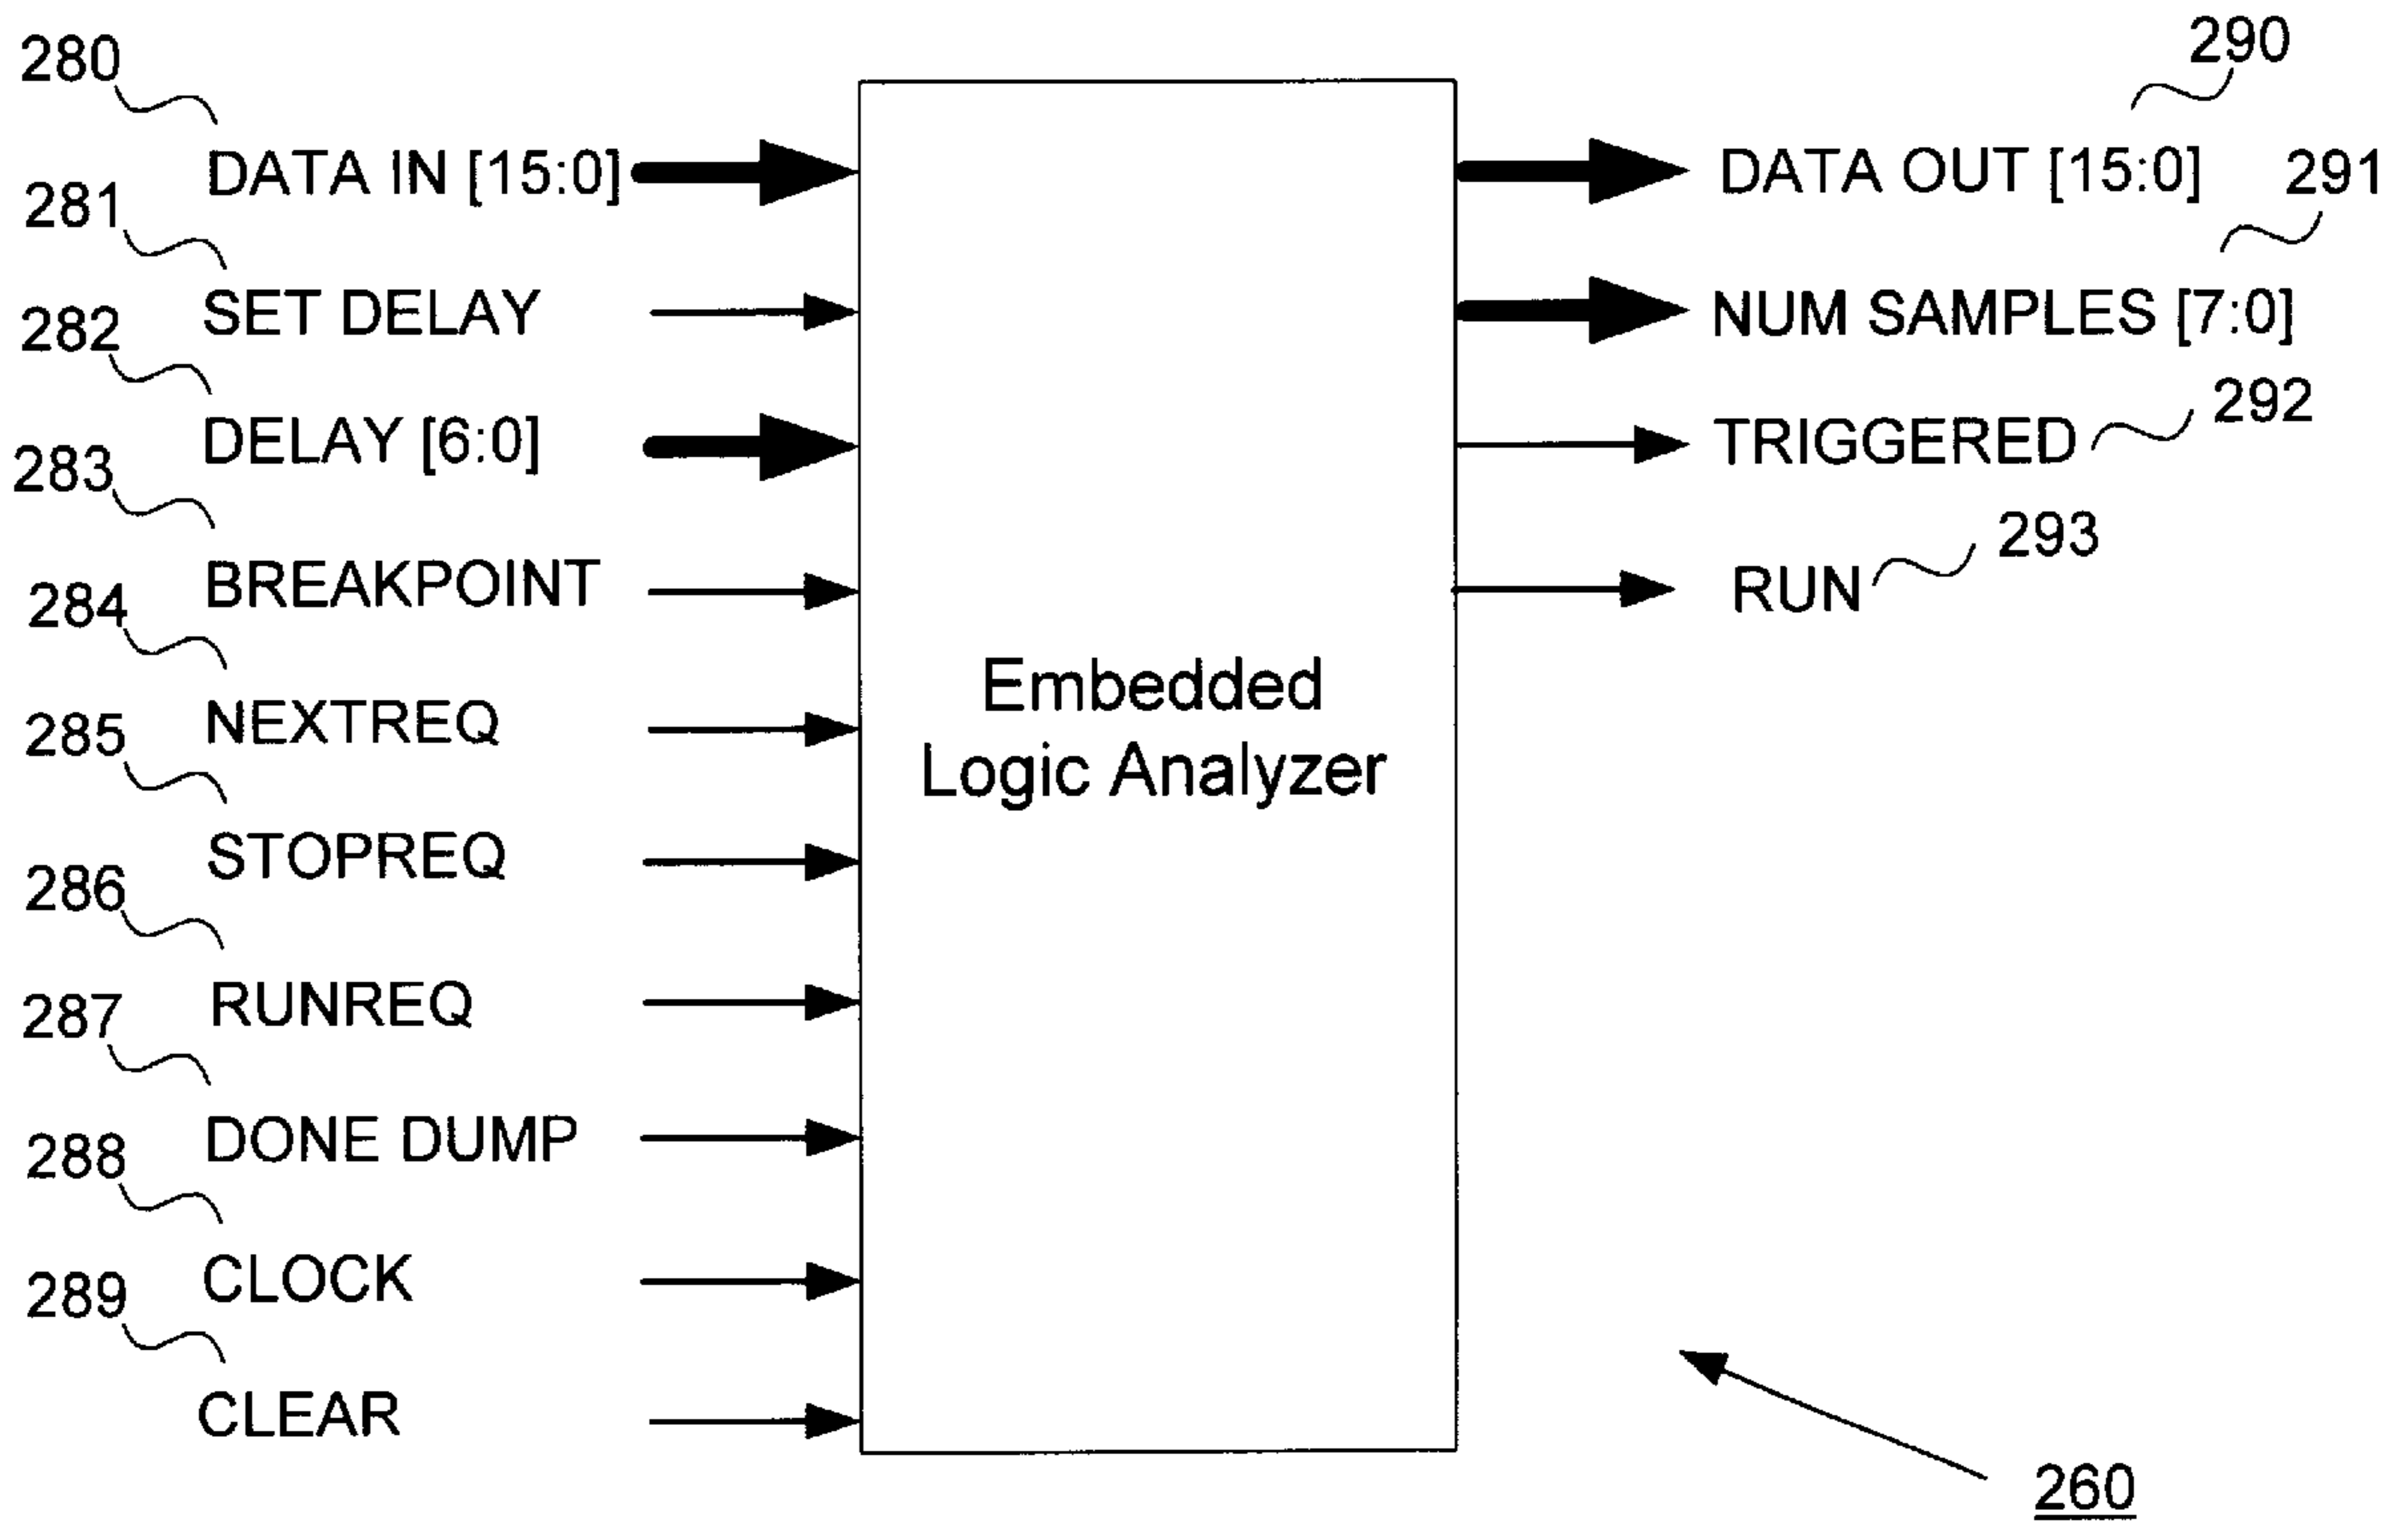 280
DATA IN [15:0]
281
SET DELAY
282
DELAY [6:0]
283
BREAKPOINT
284
NEXTREQ
285
STOPREQ
286
RUNREQ
287
DONE DUMP
288
CLOCK
289
CLEAR
Embedded
Logic Analyzer
290
DATA OUT [15:0]
291
NUM SAMPLES [7:0]
292
TRIGGERED
293
RUN
260